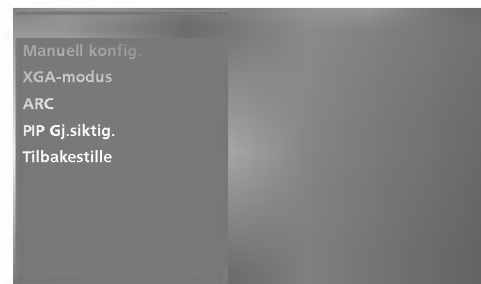 Manuell konfig.
XGA-modus
ARC
PIP Gj.siktig.
Tilbakestille